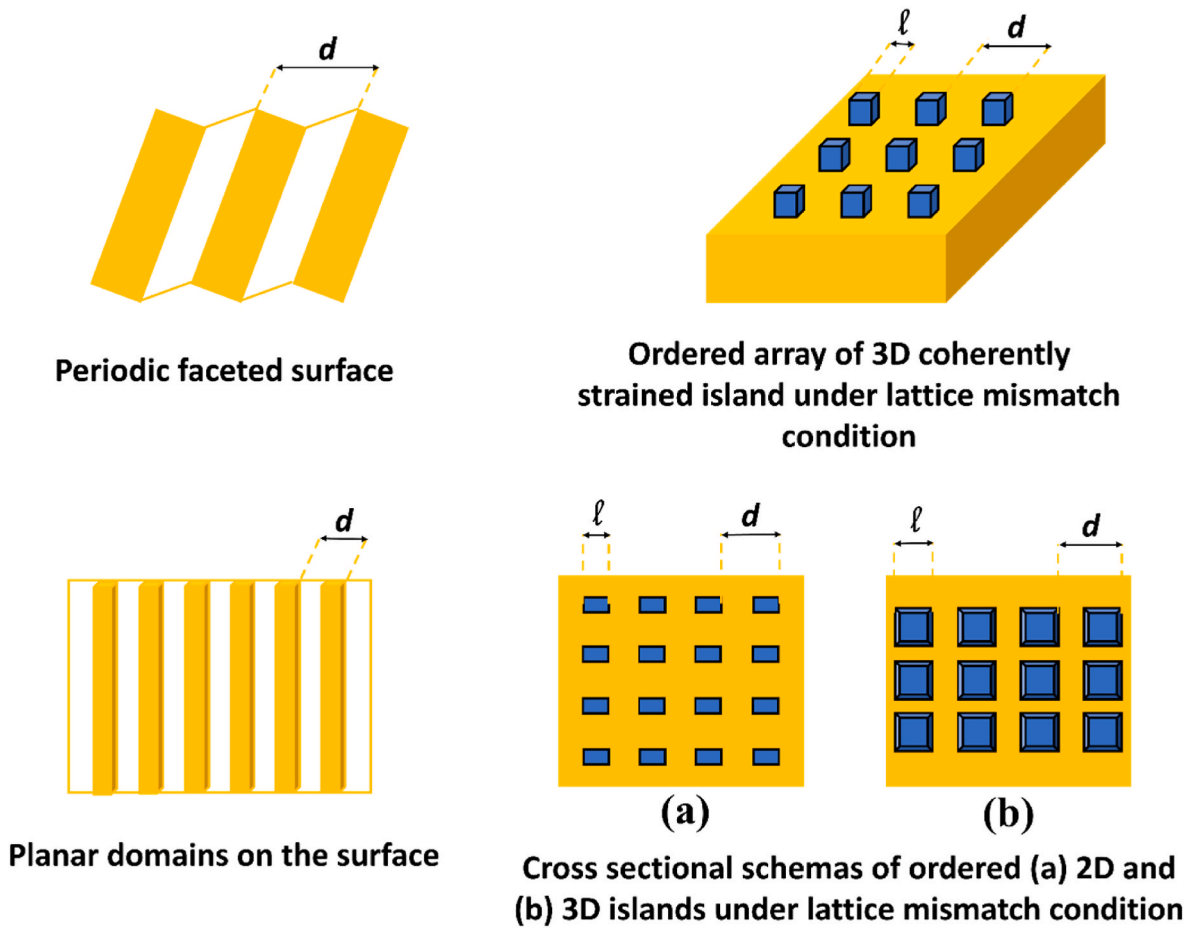 d
Periodic faceted surface
ℓ
d
Ordered array of 3D coherently
strained island under lattice mismatch
condition
d
Planar domains on the surface
ℓ
d
(a)
ℓ
d
(b)
Cross sectional schemas of ordered (a) 2D and
(b) 3D islands under lattice mismatch condition